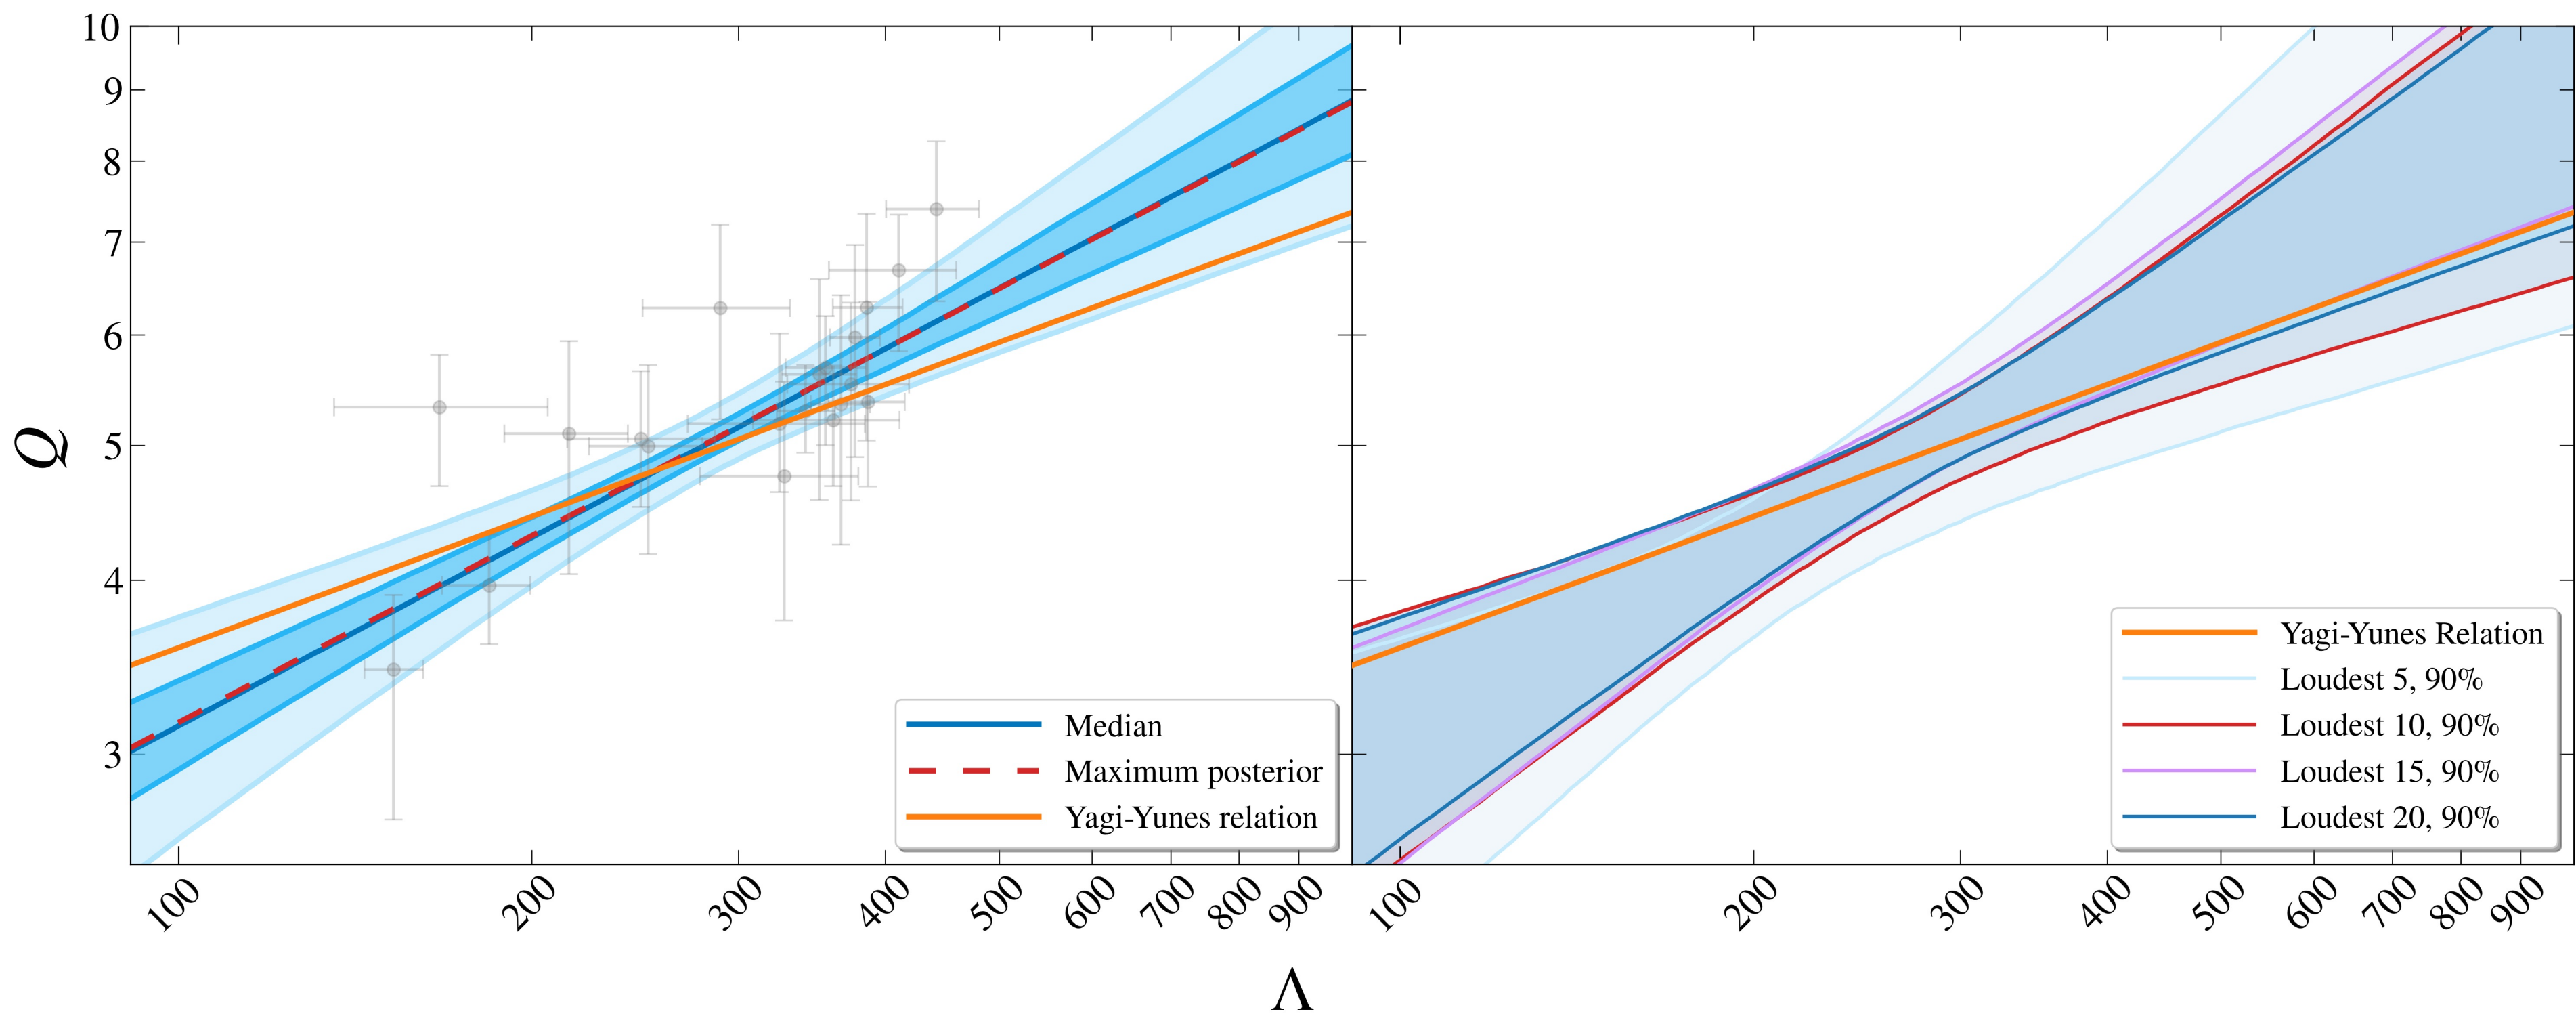 10
9
8
7
6
5
4
3
Q
100
200
300
400
500
600
700
800
900
Median
Maximum posterior
Yagi-Yunes relation
100
200
300
400
500
600
700
800
900
Yagi-Yunes Relation
Loudest 5, 90%
Loudest 10, 90%
Loudest 15, 90%
Loudest 20, 90%
Λ